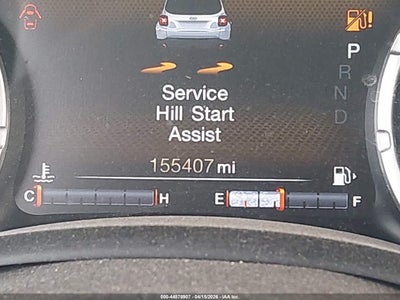 P
R
N
D
Service
Hill Start
Assist
155407 mi
C H E F
000-44879907 - 04/15/2026 - IAA Inc.